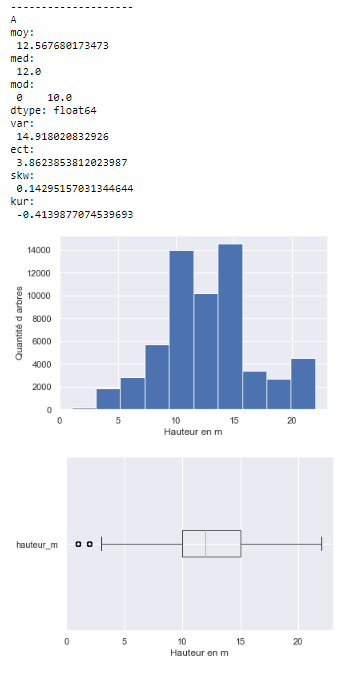 --------------------
A
moy:
12.567680173473
med:
12.0
mod:
0    10.0
dtype: float64
var:
14.918020832926
ect:
3.8623853812023987
skw:
0.14295157031344644
kur:
-0.4139877074539693
14000
12000
10000
8000
6000
4000
2000
0
Quantité d arbres
0 5 10 15 20
Hauteur en m
hauteur_m
0 5 10 15 20
Hauteur en m